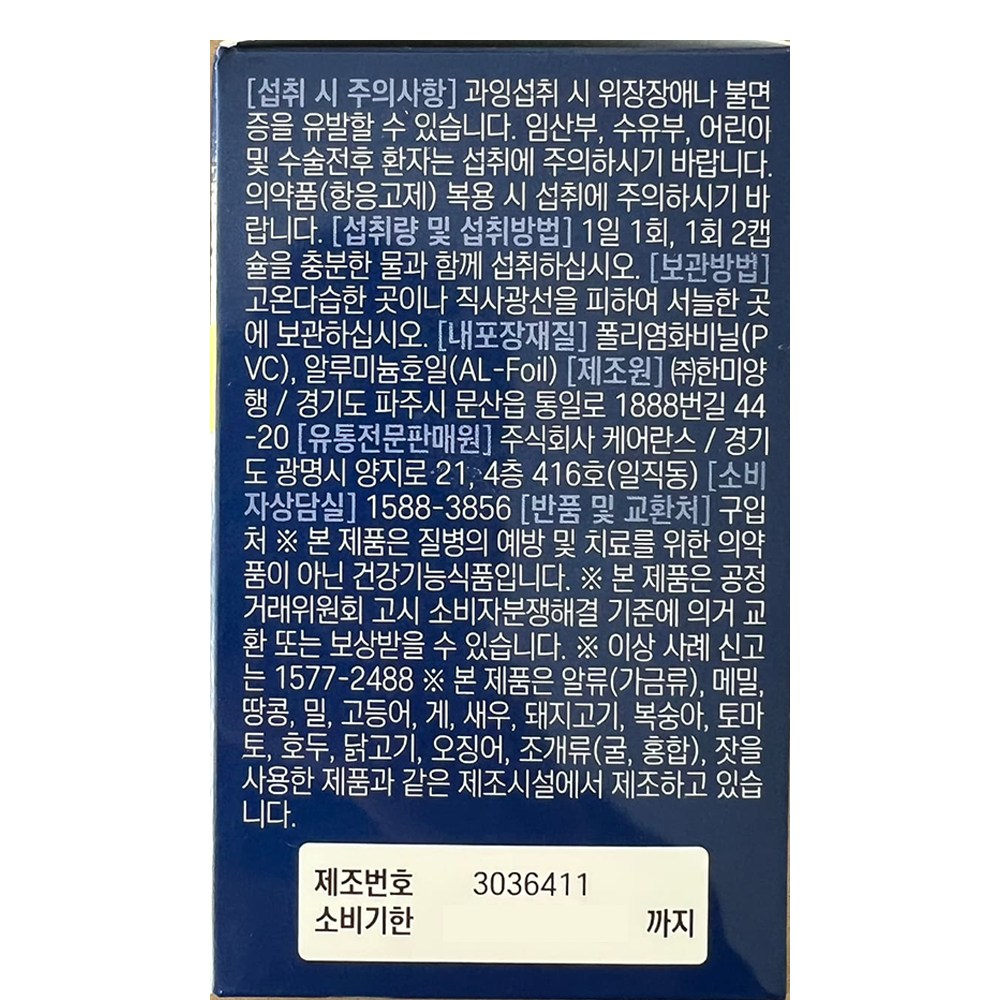 [섭취 시 주의사항] 과잉섭취 시 위장장애나 불면
증을 유발할 수 있습니다. 임산부, 수유부, 어린아
및 수술전후 환자는 섭취에 주의하시기 바랍니다.
의약품(항응고제) 복용 시 섭취에 주의하시기 바
랍니다. [섭취량 및 섭취방법] 1일 1회, 1회 2캡
슐을 충분한 물과 함께 섭취하십시오. [보관방법]
고온다습한 곳이나 직사광선을 피하여 서늘한 곳
에 보관하십시오. [내포장재질] 폴리염화비닐(P
VC), 알루미늄호일(AL-Foil) [제조원] ㈜한미양
행 / 경기도 파주시 문산읍 통일로 1888번길 44
-20 [유통전문판매원] 주식회사 케어란스 / 경기
도 광명시 양지로 21, 4층 416호(일직동) [소비
자상담실] 1588-3856 [반품 및 교환처] 구입
처 ※ 본 제품은 질병의 예방 및 치료를 위한 의약
품이 아닌 건강기능식품입니다. ※ 본 제품은 공정
거래위원회 고시 소비자분쟁해결 기준에 의거 교
환 또는 보상받을 수 있습니다. ※ 이상 사례 신고
는 1577-2488 ※ 본 제품은 알류(가금류), 메밀,
땅콩, 밀, 고등어, 게, 새우, 돼지고기, 복숭아, 토마
토, 호두, 닭고기, 오징어, 조개류(굴, 홍합), 잣을
사용한 제품과 같은 제조시설에서 제조하고 있습
니다.
제조번호 3036411
소비기한 까지